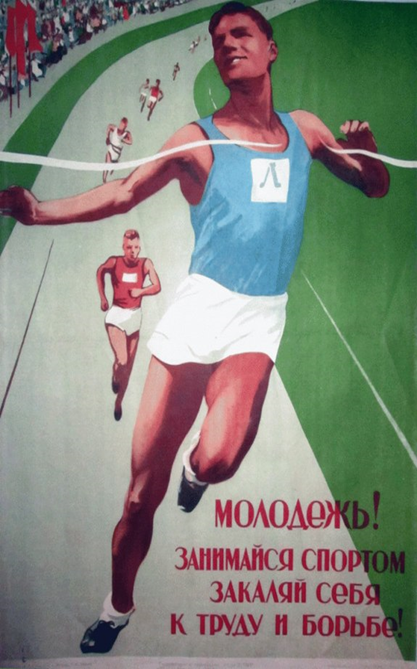 Л
МОЛОДЕЖЬ!
ЗАНИМАЙСЯ СПОРТОМ
ЗАКАЛЯЙ СЕБЯ
К ТРУДУ И БОРЬБЕ!